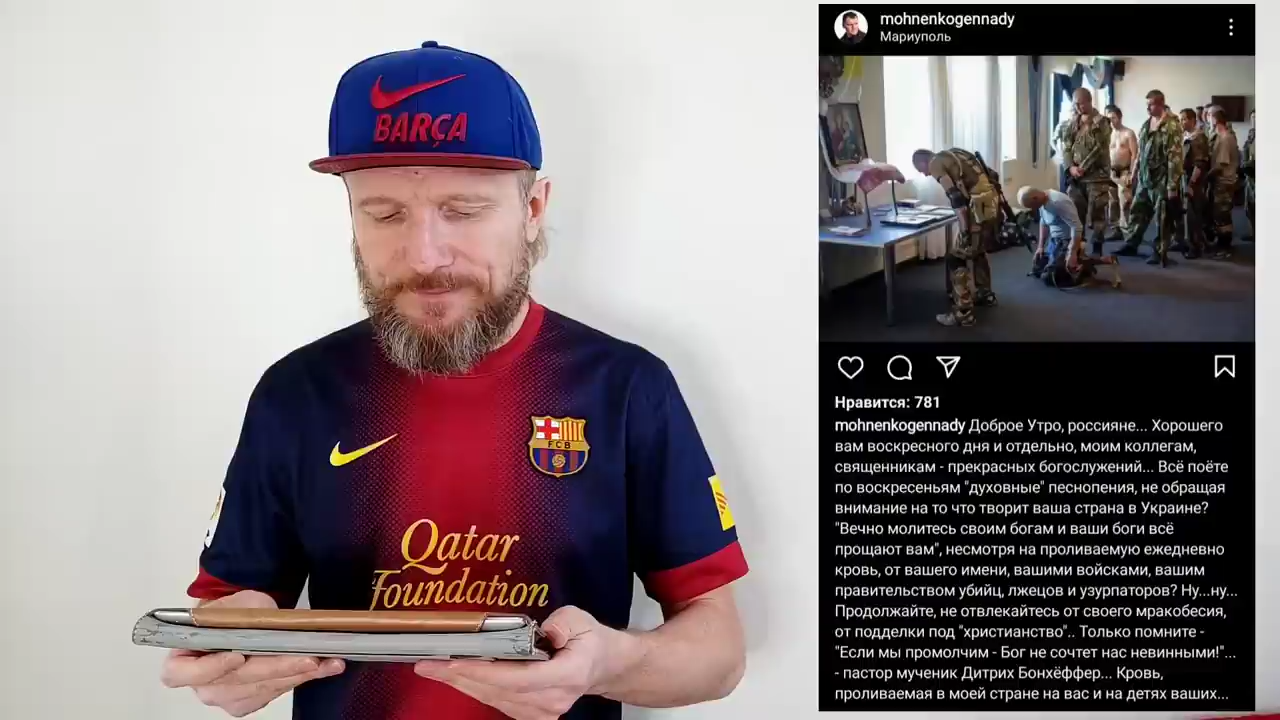 BARÇA
FCB
Qatar
Foundation
mohnenkogennady
Мариуполь
Нравится: 781
mohnenkogennady Доброе Утро, россияне... Хорошего
вам воскресного дня и отдельно, моим коллегам,
священникам - прекрасных богослужений... Всё поёте
по воскресеньям "духовные" песнопения, не обращая
внимание на то что творит ваша страна в Украине?
"Вечно молитесь своим богам и ваши боги всё
прощают вам", несмотря на проливаемую ежедневно
кровь, от вашего имени, вашими войсками, вашим
правительством убийц, лжецов и узурпаторов? Ну...ну...
Продолжайте, не отвлекайтесь от своего мракобесия,
от подделки под "христианство".. Только помните -
"Если мы промолчим - Бог не сочтет нас невинными!"...
- пастор мученик Дитрих Бонхёффер... Кровь,
проливаемая в моей стране на вас и на детях ваших...